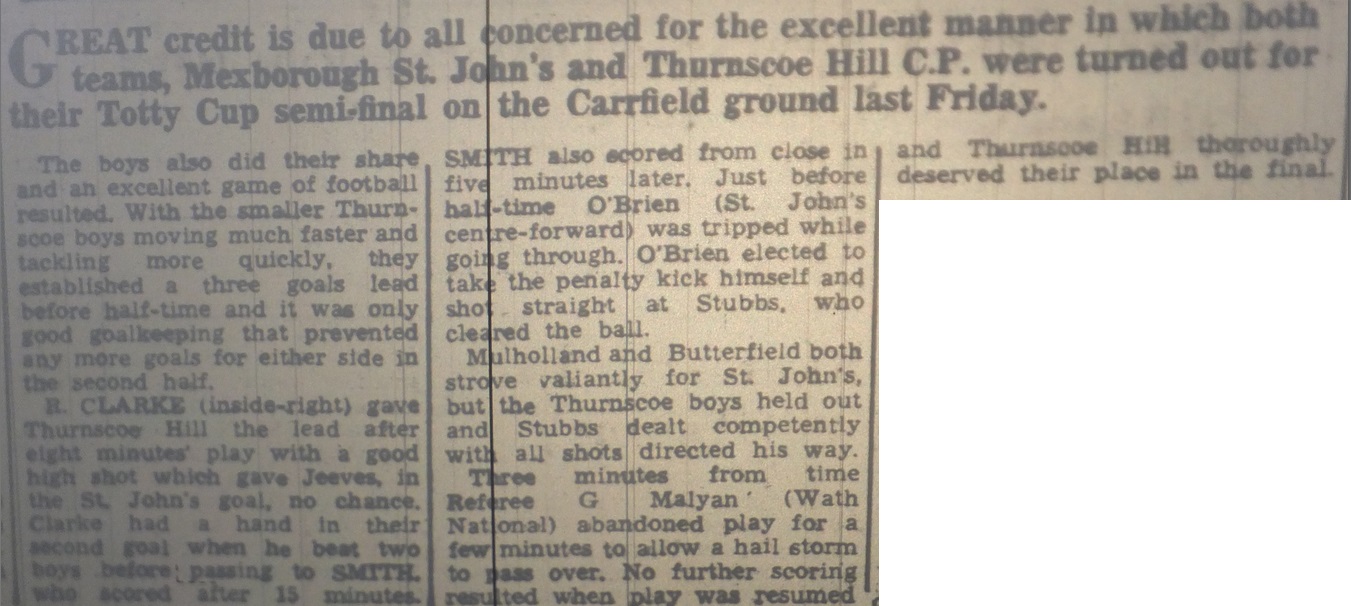 GREAT credit is due to all concerned for the excellent manner in which both
teams, Mexborough St. John's and Thurnscoe Hill C.P. were turned out for
their Totty Cup semi-final on the Carrfield ground last Friday.
The boys also did their share
and an excellent game of football
resulted. With the smaller Thurn-
scoe boys moving much faster and
tackling more quickly, they
established a three goals lead
before half-time and it was only
good goalkeeping that prevented
any more goals for either side in
the second half.
R. CLARKE (inside-right) gave
Thurnscoe Hill the lead after
eight minutes' play with a good
high shot which gave Jeeves, in
the St. John's goal, no chance.
Clarke had a hand in their
second goal when he beat two
boys before passing to SMITH,
who scored after 15 minutes.
SMITH also scored from close in
five minutes later. Just before
half-time O'Brien (St. John's
centre-forward) was tripped while
going through. O'Brien elected to
take the penalty kick himself and
shot straight at Stubbs, who
cleared the ball.
Mulholland and Butterfield both
strove valiantly for St. John's,
but the Thurnscoe boys held out
and Stubbs dealt competently
with all shots directed his way.
Three minutes from time
Referee G Malyan (Wath
National) abandoned play for a
few minutes to allow a hail storm
to pass over. No further scoring
resulted when play was resumed
and Thurnscoe Hill thoroughly
deserved their place in the final.